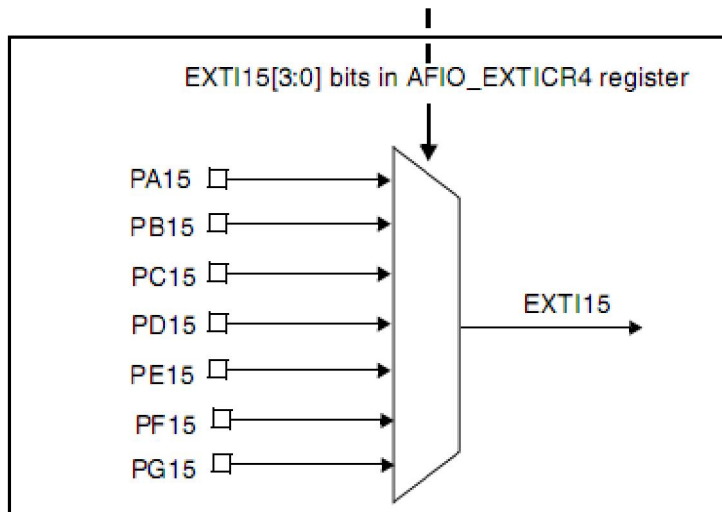 EXTI15[3:0] bits in AFIO_EXTICR4 register
PA15
PB15
PC15
PD15
EXTI15
PE15
PF15
PG15